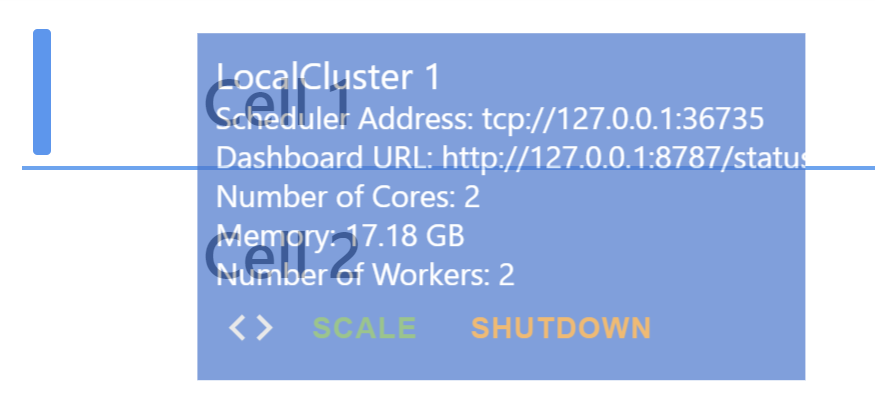 LocalCluster 1
Cell 1
Scheduler Address: tcp://127.0.0.1:36735
Dashboard URL: http://127.0.0.1:8787/status
Number of Cores: 2
Memory: 17.18 GB
Cell 2
Number of Workers: 2
< > SCALE SHUTDOWN